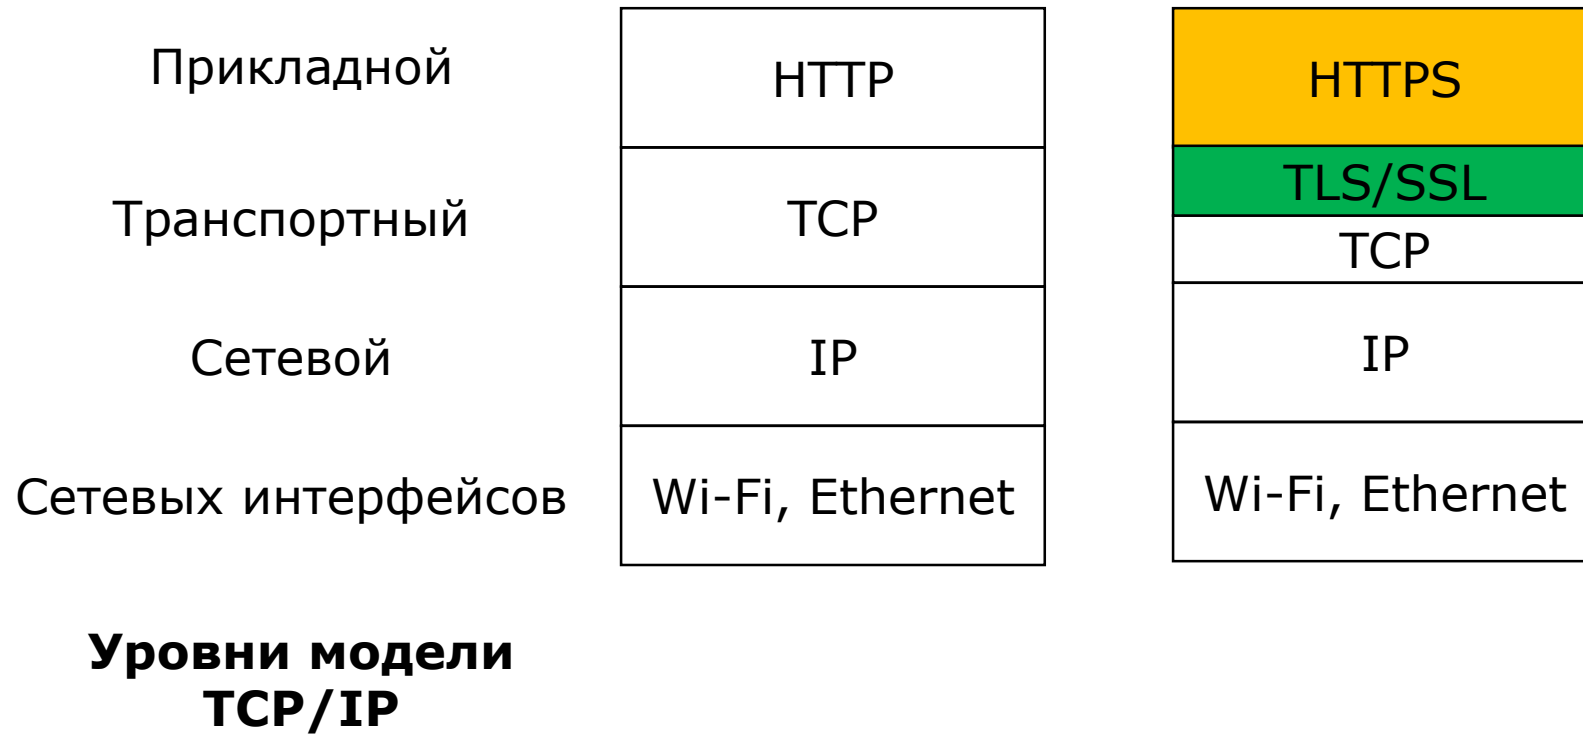 Прикладной
HTTP
HTTPS
TLS/SSL
Транспортный
TCP
TCP
Сетевой
IP
IP
Сетевых интерфейсов
Wi-Fi, Ethernet
Wi-Fi, Ethernet
Уровни модели
TCP/IP